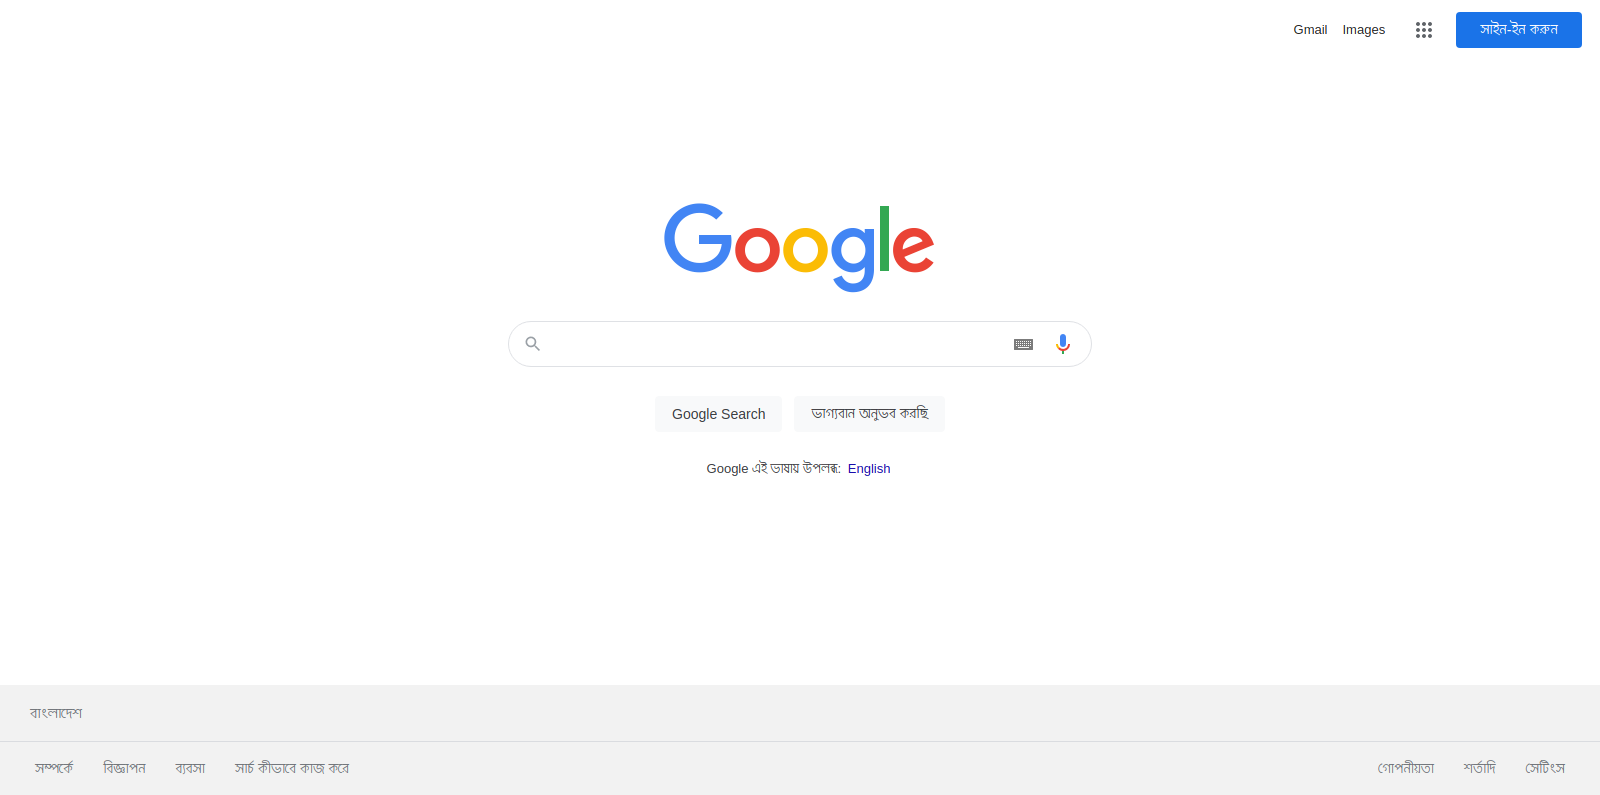 Gmail Images সাইন-ইন করুন
Google
Google Search ভাগ্যবান অনুভব করছি
Google এই ভাষায় উপলব্ধ: English
বাংলাদেশ
সম্পর্কে বিজ্ঞাপন ব্যবসা সার্চ কীভাবে কাজ করে গোপনীয়তা শর্তাদি সেটিংস